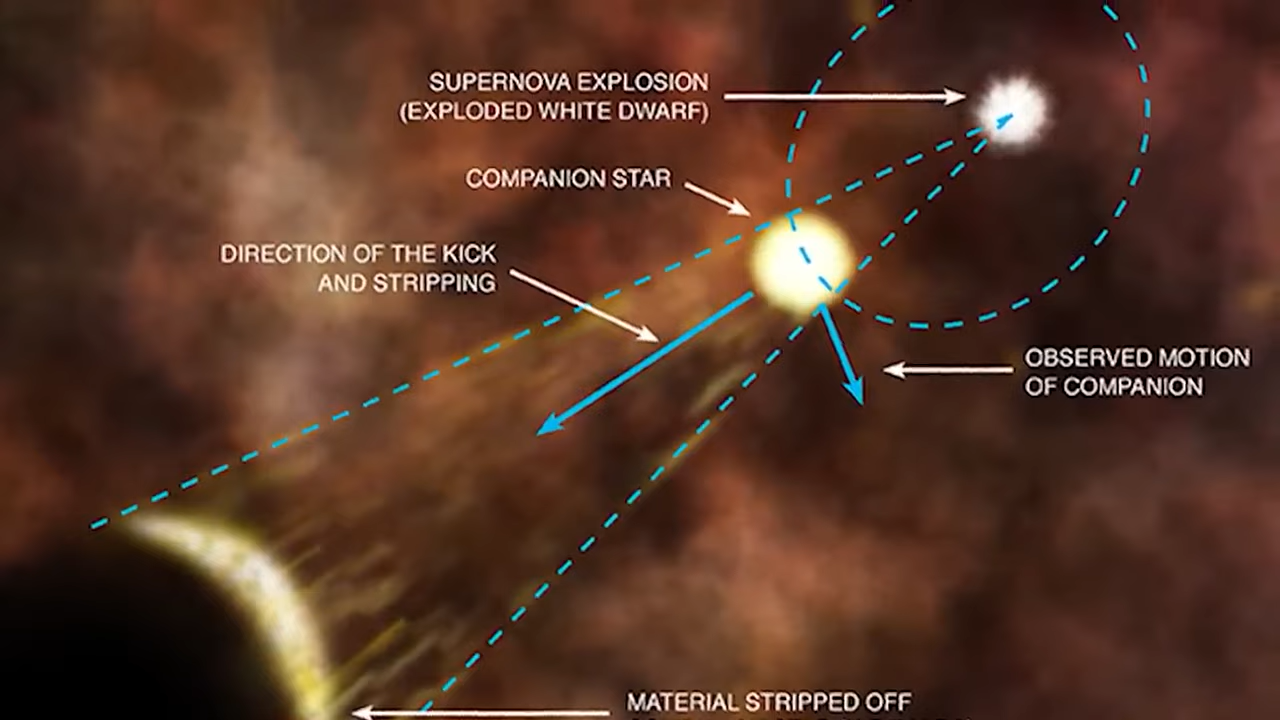 SUPERNOVA EXPLOSION
(EXPLODED WHITE DWARF)
COMPANION STAR
DIRECTION OF THE KICK
AND STRIPPING
OBSERVED MOTION
OF COMPANION
MATERIAL STRIPPED OFF